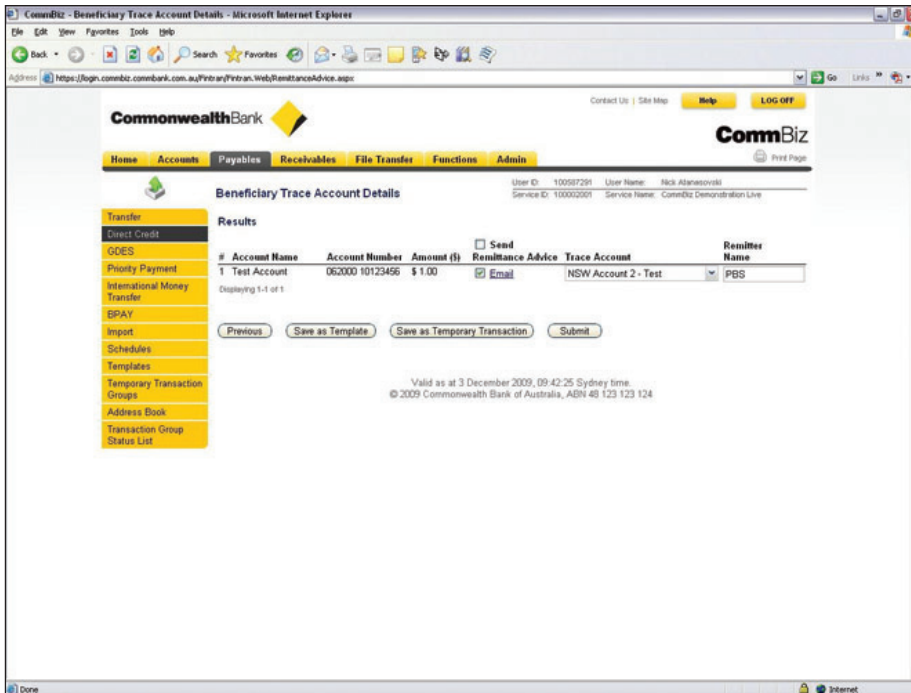 CommBiz - Beneficiary Trace Account Details - Microsoft Internet Explorer
File Edit View Favorites Tools Help
Back Search Favorites
Address https://login.commbiz.commbank.com.au/Pintran/Pintran.Web/RemittanceAdvice.aspx Go Links
Contact Us | Site Map Help LOG OFF
CommonwealthBank
CommBiz
Home Accounts Payables Receivables File Transfer Functions Admin Print Page
User ID: 100587291 User Name: Nick Atanasovski
Beneficiary Trace Account Details
Service ID: 100002001 Service Name: CommBiz Demonstration Live
Transfer
Direct Credit
GDES
Priority Payment
International Money
Transfer
BPAY
Import
Schedules
Templates
Temporary Transaction
Groups
Address Book
Transaction Group
Status List
Results
# Account Name Account Number Amount ($) Send Remittance Advice Trace Account Remitter Name
1 Test Account 062000 10123456 $ 1.00 Email NSW Account 2 - Test PBS
Displaying 1-1 of 1
Previous Save as Template Save as Temporary Transaction Submit
Valid as at 3 December 2009, 09:42:25 Sydney time.
© 2009 Commonwealth Bank of Australia, ABN 48 123 123 124
Done Internet